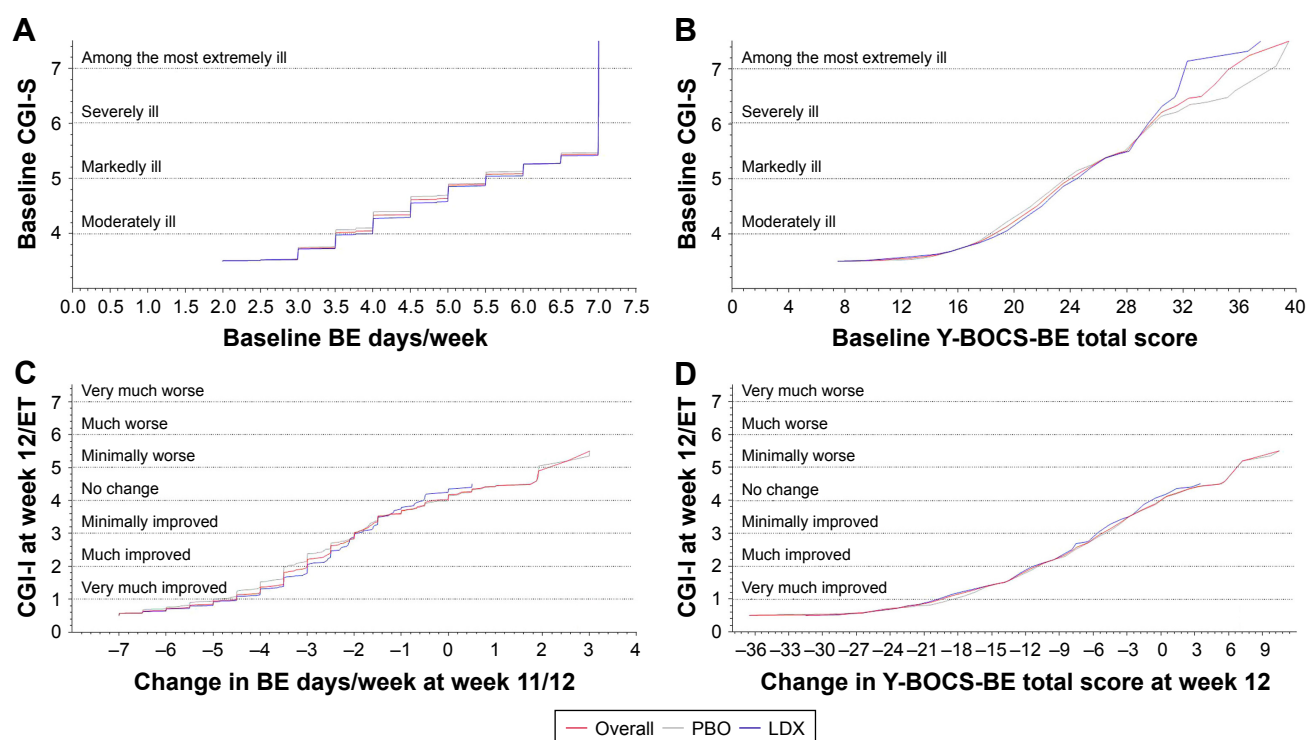 A
Baseline CGI-S
7
6
5
4
Among the most extremely ill
Severely ill
Markedly ill
Moderately ill
0.0 0.5 1.0 1.5 2.0 2.5 3.0 3.5 4.0 4.5 5.0 5.5 6.0 6.5 7.0 7.5
Baseline BE days/week
B
Baseline CGI-S
7
6
5
4
Among the most extremely ill
Severely ill
Markedly ill
Moderately ill
0 4 8 12 16 20 24 28 32 36 40
Baseline Y-BOCS-BE total score
C
CGI-I at week 12/ET
7
6
5
4
3
2
1
0
Very much worse
Much worse
Minimally worse
No change
Minimally improved
Much improved
Very much improved
–7 –6 –5 –4 –3 –2 –1 0 1 2 3 4
Change in BE days/week at week 11/12
D
CGI-I at week 12/ET
7
6
5
4
3
2
1
0
Very much worse
Much worse
Minimally worse
No change
Minimally improved
Much improved
Very much improved
–36 –33 –30 –27 –24 –21 –18 –15 –12 –9 –6 –3 0 3 6 9
Change in Y-BOCS-BE total score at week 12
Overall PBO LDX